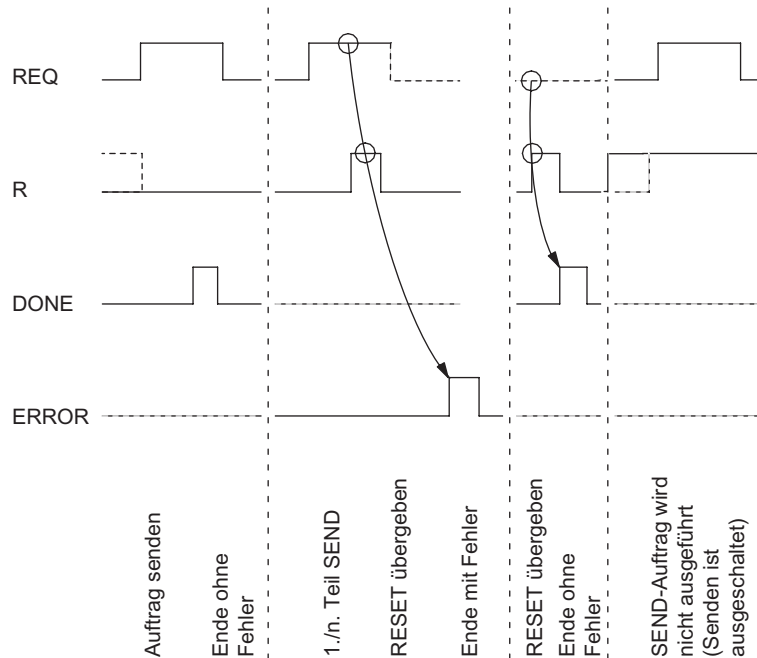 REQ
R
DONE
ERROR
Auftrag senden
Ende ohne
Fehler
1./n. Teil SEND
RESET übergeben
Ende mit Fehler
RESET übergeben
Ende ohne
Fehler
SEND-Auftrag wird
nicht ausgeführt
(Senden ist
ausgeschaltet)